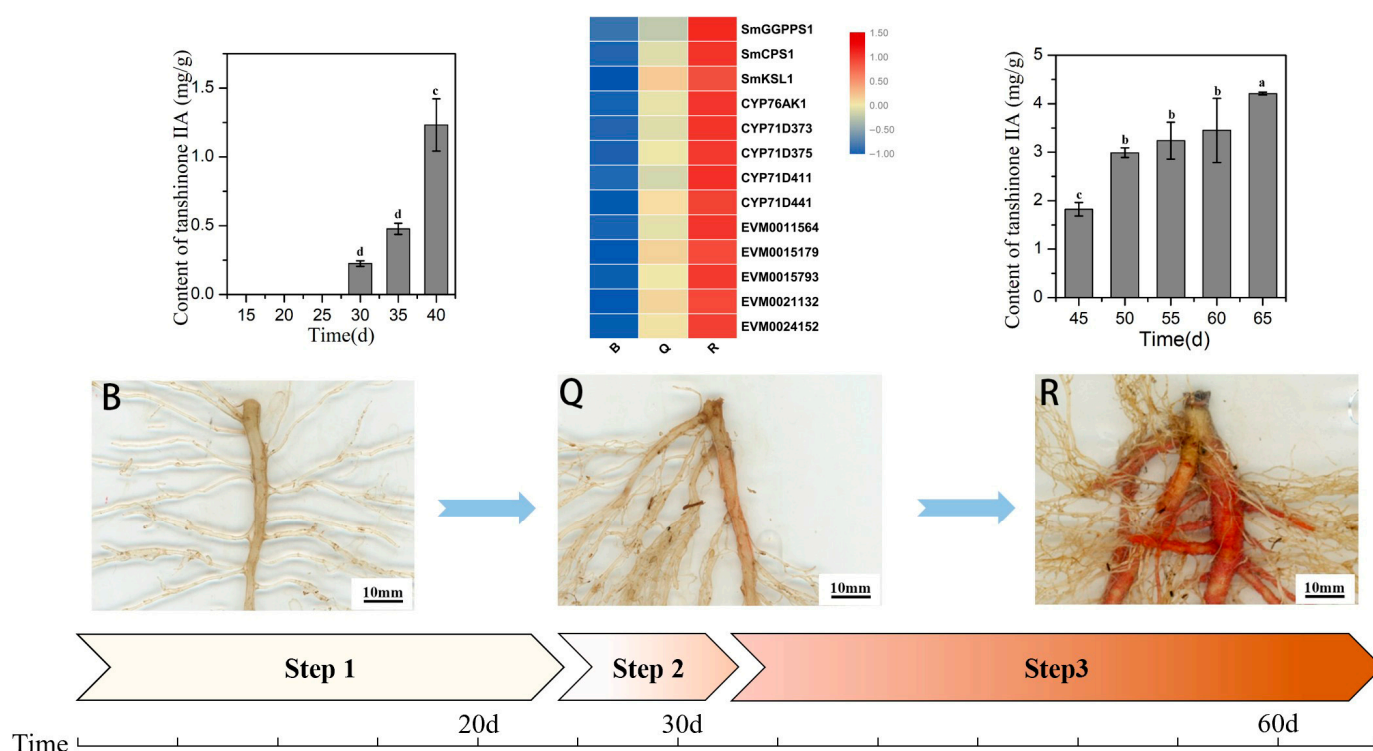 Content of tanshinone IIA (mg/g)
1.5
1.0
0.5
0.0
c
d
d
15 20 25 30 35 40
Time(d)
SmGGPPS1
SmCPS1
SmKSL1
CYP76AK1
CYP71D373
CYP71D375
CYP71D411
CYP71D441
EVM0011564
EVM0015179
EVM0015793
EVM0021132
EVM0024152
B Q R
1.50
1.00
0.00
−0.50
−1.00
Content of tanshinone IIA (mg/g)
5
4
3
2
1
0
c
b
b
b
a
45 50 55 60 65
Time(d)
B
10mm
Q
10mm
R
10mm
Step 1
Step 2
Step3
20d 30d 60d
Time